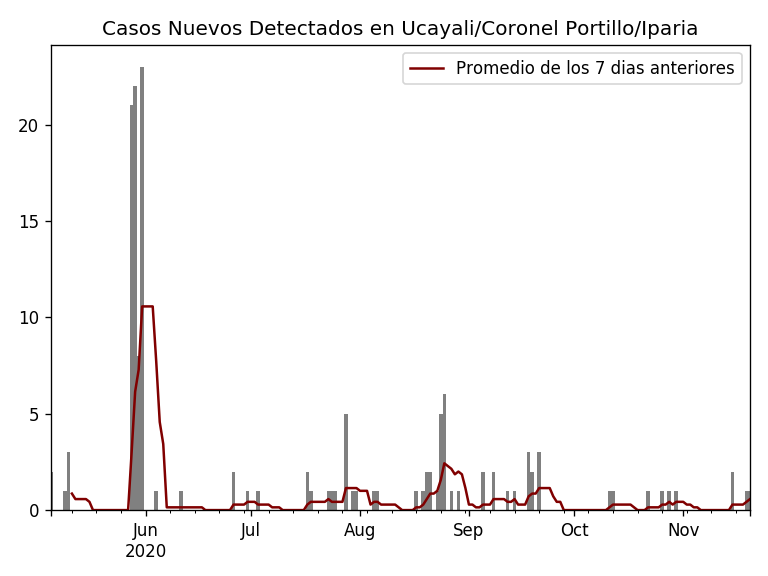 Casos Nuevos Detectados en Ucayali/Coronel Portillo/Iparia
Promedio de los 7 dias anteriores
20
15
10
5
0
Jun Jul Aug Sep Oct Nov
2020